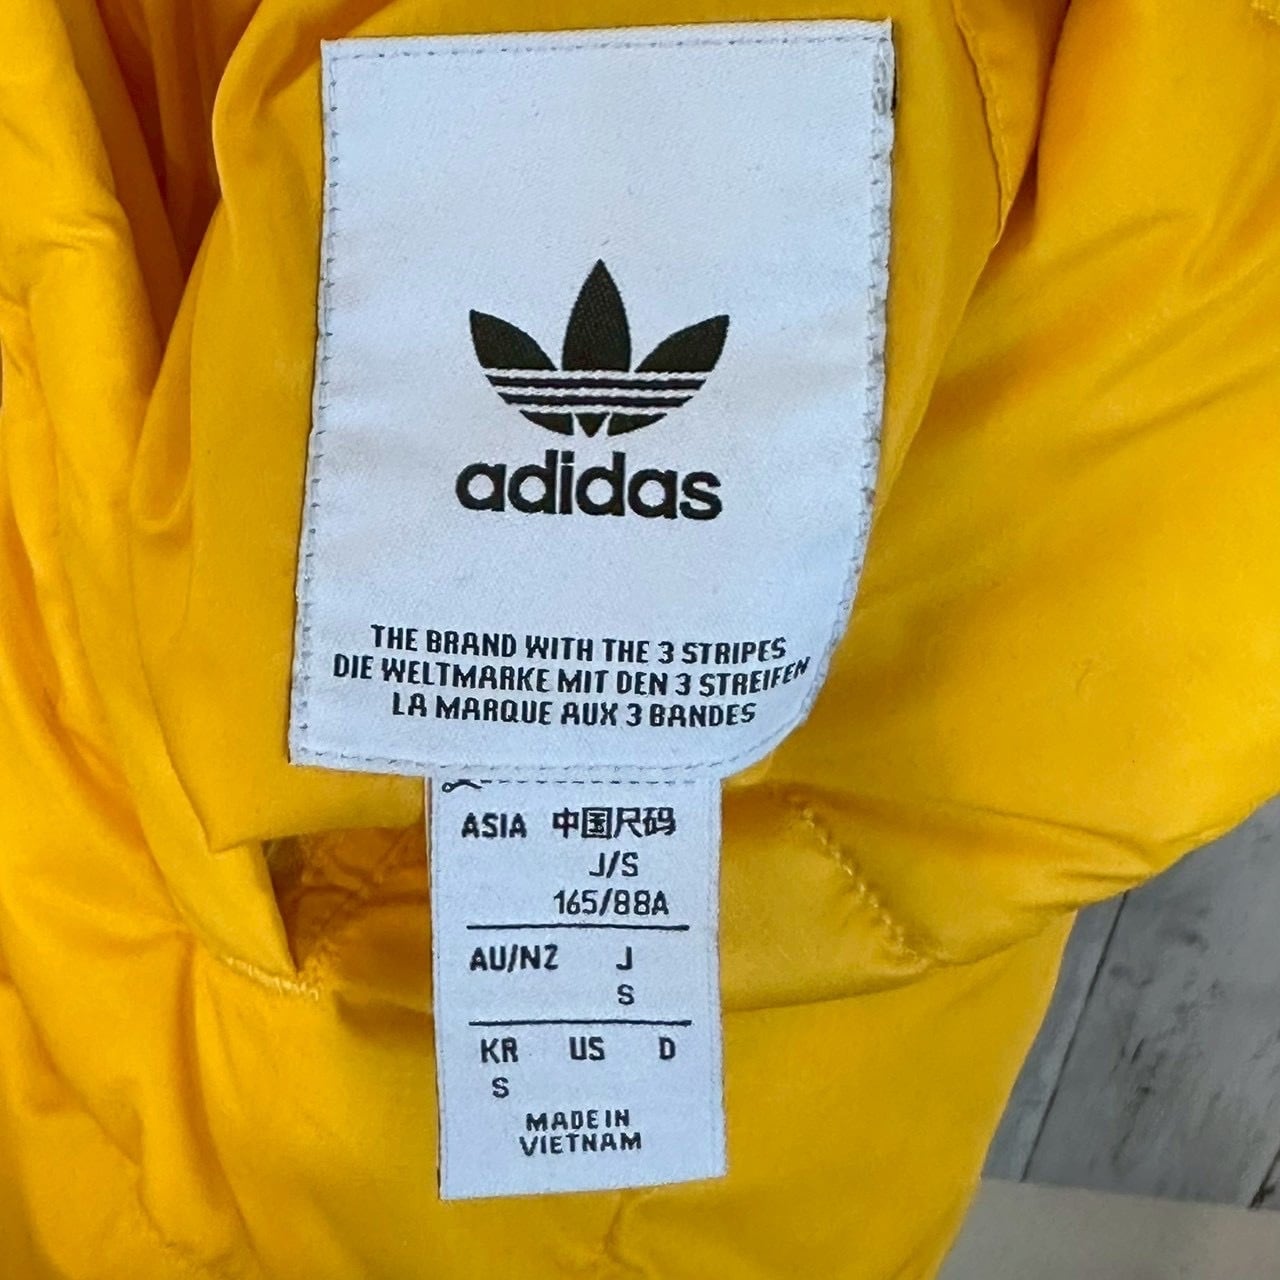 adidas
THE BRAND WITH THE 3 STRIPES
DIE WELTMARKE MIT DEN 3 STREIFEN
LA MARQUE AUX 3 BANDES
ASIA 中国尺码
J/S
165/88A
AU/NZ J
S
KR US D
S
MADE IN
VIETNAM